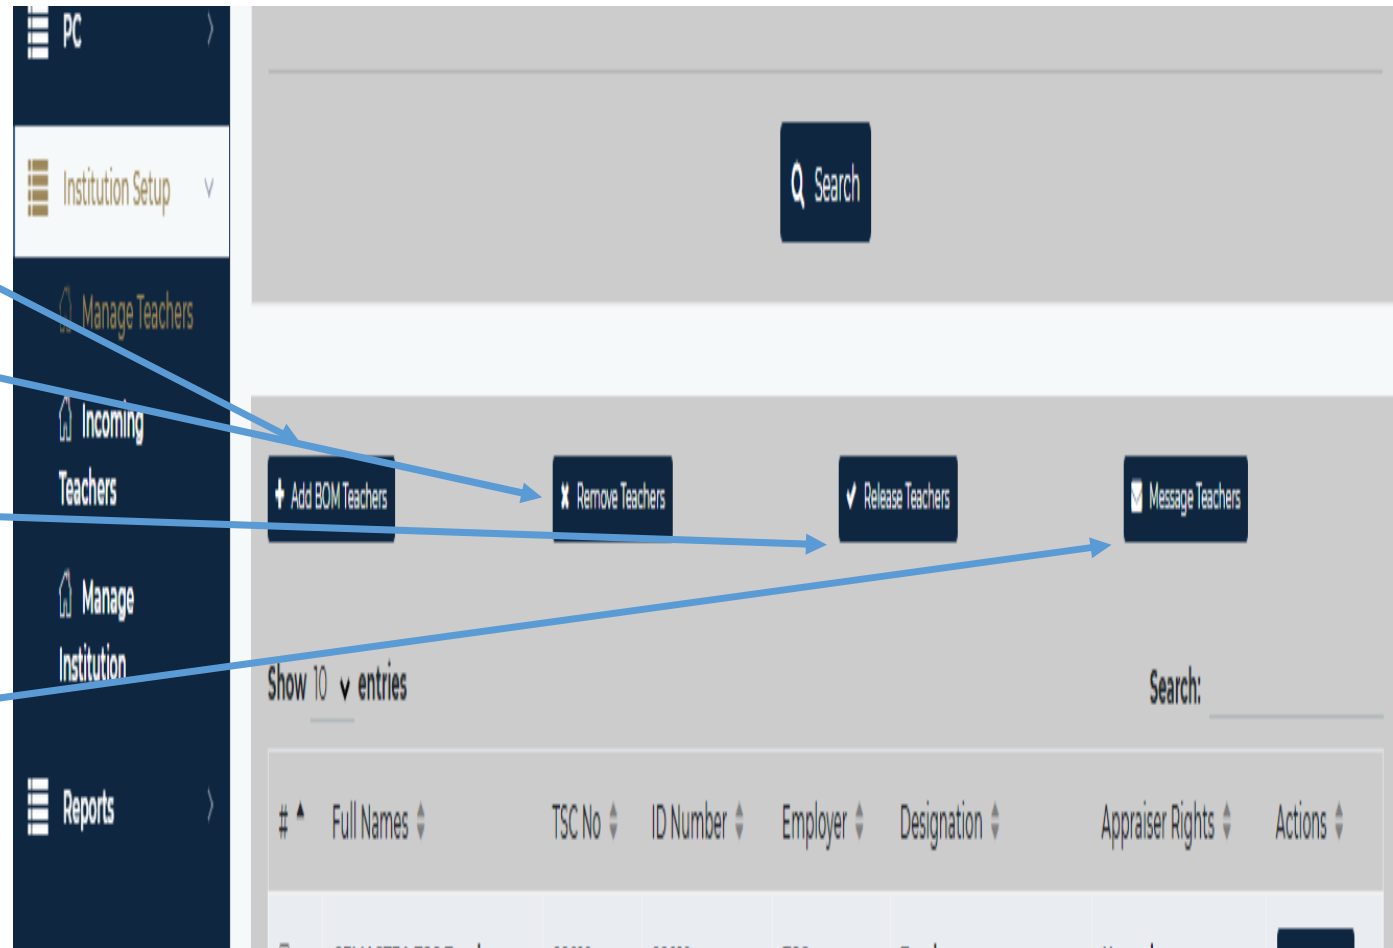 PC
Institution Setup
Manage Teachers
Incoming
Teachers
Manage
Institution
Reports
Search
Add BOM Teachers
Remove Teachers
Release Teachers
Message Teachers
Show 10 entries
Search:
# Full Names TSC No ID Number Employer Designation Appraiser Rights Actions